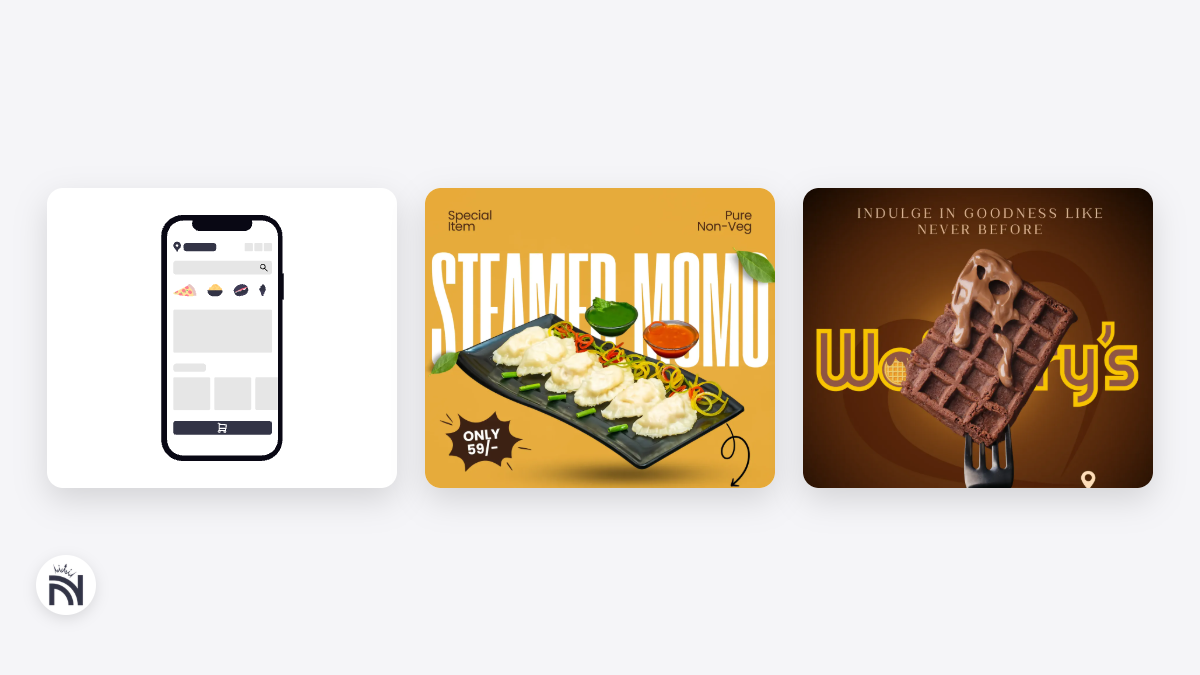 Special
Item
Pure
Non-Veg
STEAMED MOMO
ONLY
59/-
INDULGE IN GOODNESS LIKE
NEVER BEFORE